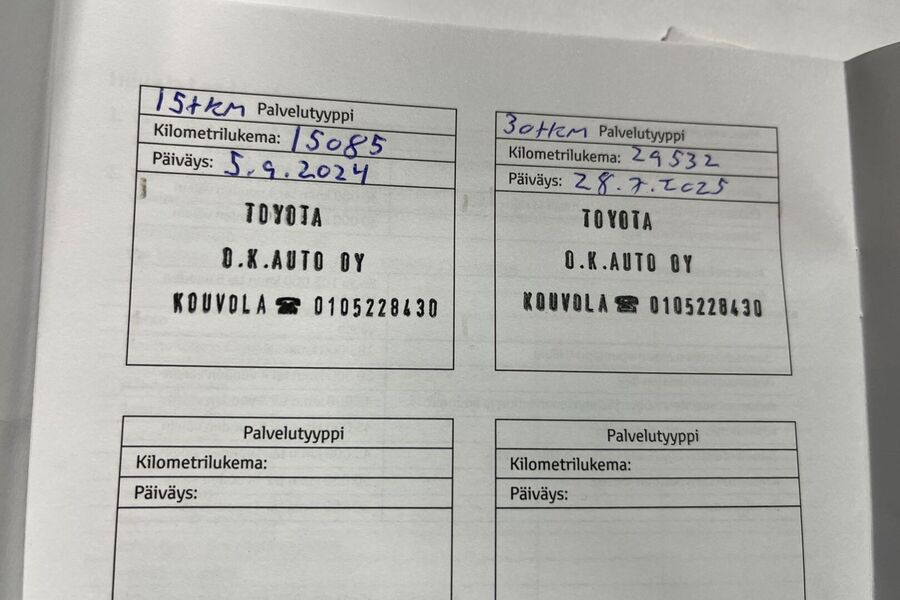 15tkm Palvelutyyppi
Kilometrilukema: 15085
Päiväys: 5.9.2024
TOYOTA
O.K.AUTO OY
KOUVOLA ☎ 0105228430
30tkm Palvelutyyppi
Kilometrilukema: 29532
Päiväys: 28.7.2025
TOYOTA
O.K.AUTO OY
KOUVOLA ☎ 0105228430
Palvelutyyppi
Kilometrilukema:
Päiväys:
Palvelutyyppi
Kilometrilukema:
Päiväys: